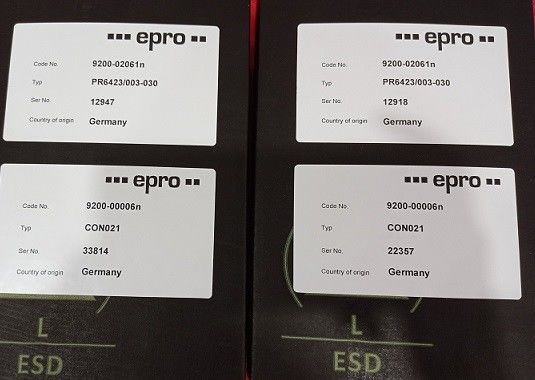 epro
Code No. 9200-02061n
Typ PR6423/003-030
Ser No. 12947
Country of origin Germany
epro
Code No. 9200-00006n
Typ CON021
Ser No. 33814
Country of origin Germany
L
ESD
epro
Code No. 9200-02061n
Typ PR6423/003-030
Ser No. 12918
Country of origin Germany
epro
Code No. 9200-00006n
Typ CON021
Ser No. 22357
Country of origin Germany
L
ESD